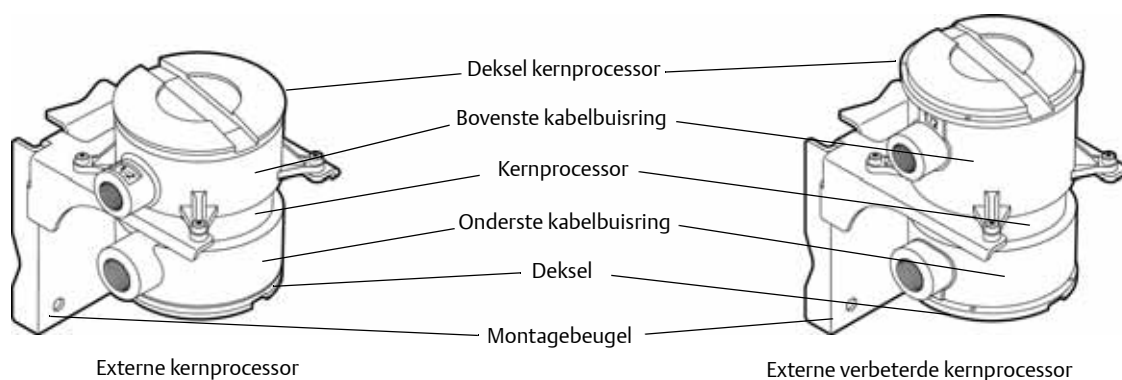 Deksel kernprocessor
Bovenste kabelbuisring
Kernprocessor
Onderste kabelbuisring
Deksel
Montagebeugel
Externe kernprocessor
Externe verbeterde kernprocessor